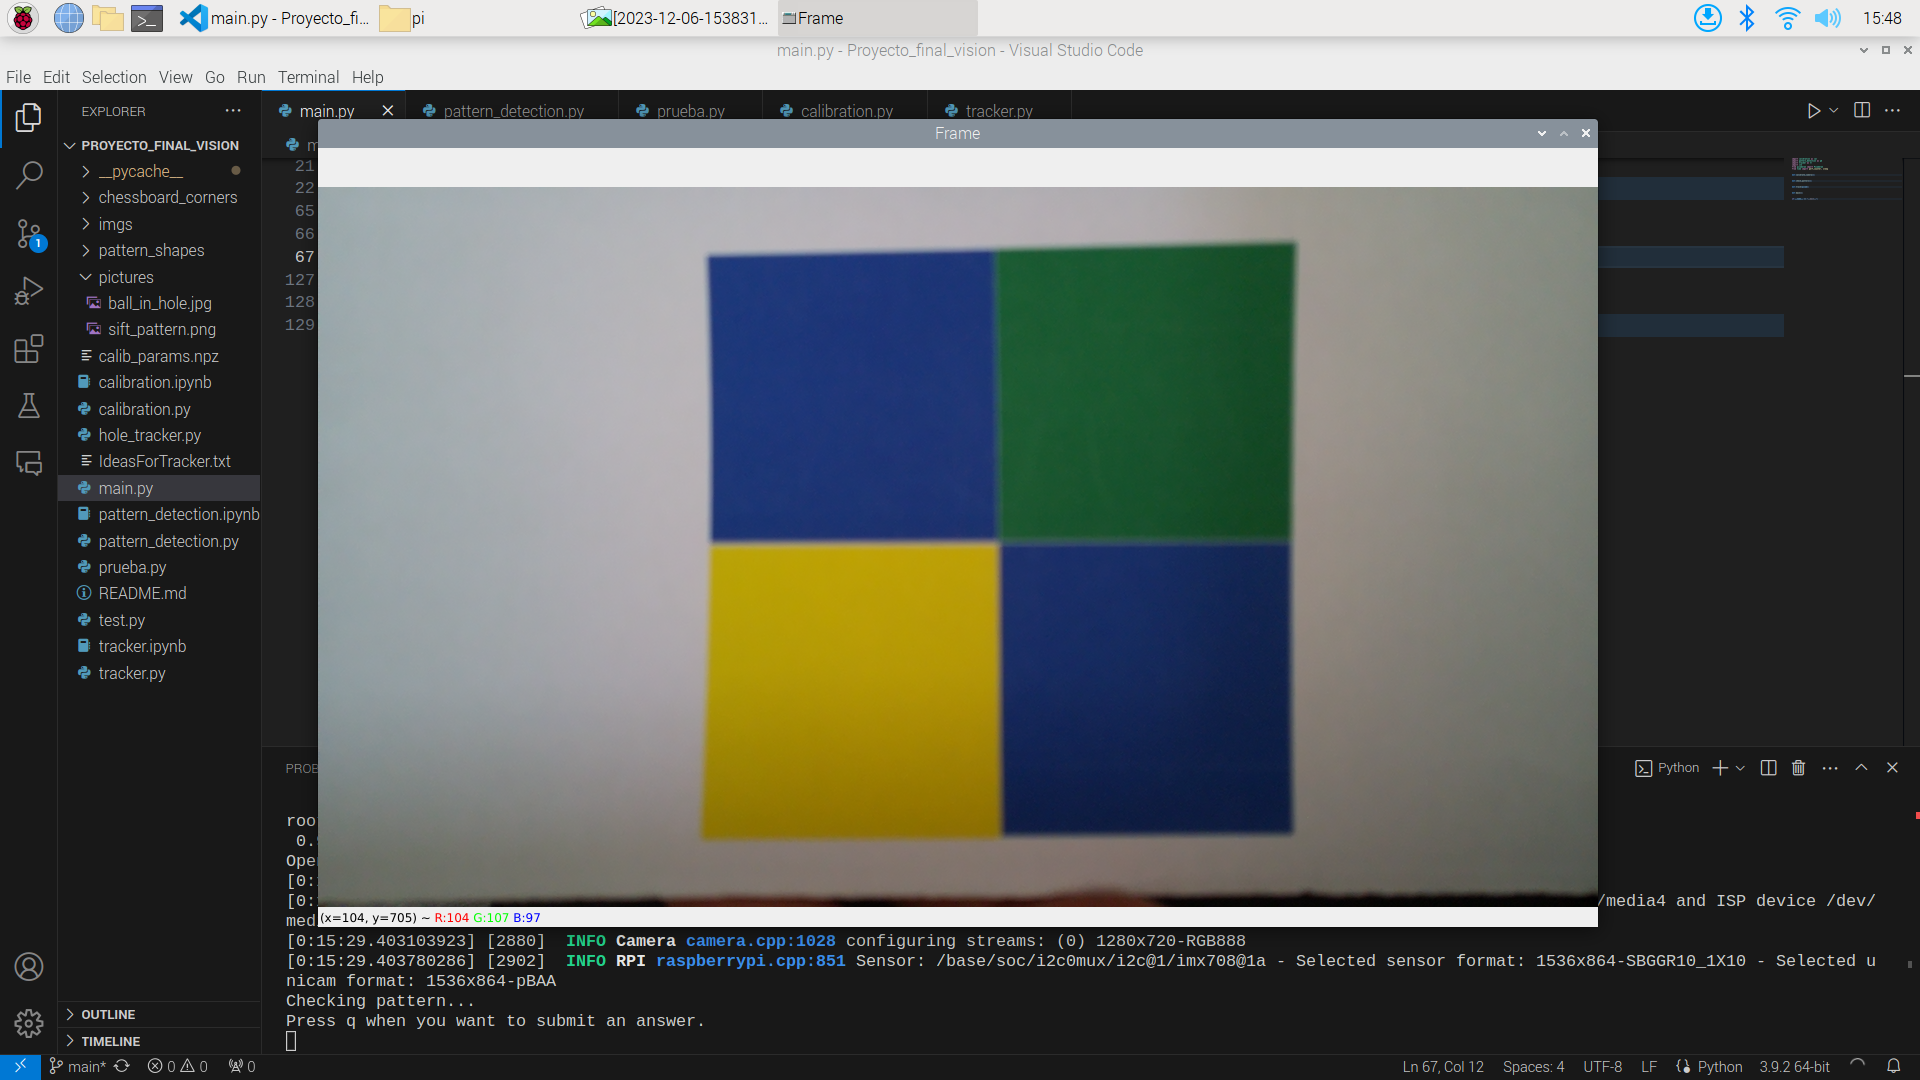 main.py - Proyecto_fi...
pi
[2023-12-06-153831...
Frame
15:48
main.py - Proyecto_final_vision - Visual Studio Code
File Edit Selection View Go Run Terminal Help
EXPLORER
main.py
pattern_detection.py
prueba.py
calibration.py
tracker.py
PROYECTO_FINAL_VISION
__pycache__
chessboard_corners
imgs
pattern_shapes
pictures
ball_in_hole.jpg
sift_pattern.png
calib_params.npz
calibration.ipynb
calibration.py
hole_tracker.py
IdeasForTracker.txt
main.py
pattern_detection.ipynb
pattern_detection.py
prueba.py
README.md
test.py
tracker.ipynb
tracker.py
OUTLINE
TIMELINE
1
21
22
65
66
67
127
128
129
Frame
(x=104, y=705) ~ R:104 G:107 B:97
PROB
Python
roo
0.
Ope
[0:
[0: /media4 and ISP device /dev/
med
[0:15:29.403103923] [2880] INFO Camera camera.cpp:1028 configuring streams: (0) 1280x720-RGB888
[0:15:29.403780286] [2902] INFO RPI raspberrypi.cpp:851 Sensor: /base/soc/i2c0mux/i2c@1/imx708@1a - Selected sensor format: 1536x864-SBGGR10_1X10 - Selected u
nicam format: 1536x864-pBAA
Checking pattern...
Press q when you want to submit an answer.
main* 0 0 0
Ln 67, Col 12 Spaces: 4 UTF-8 LF Python 3.9.2 64-bit